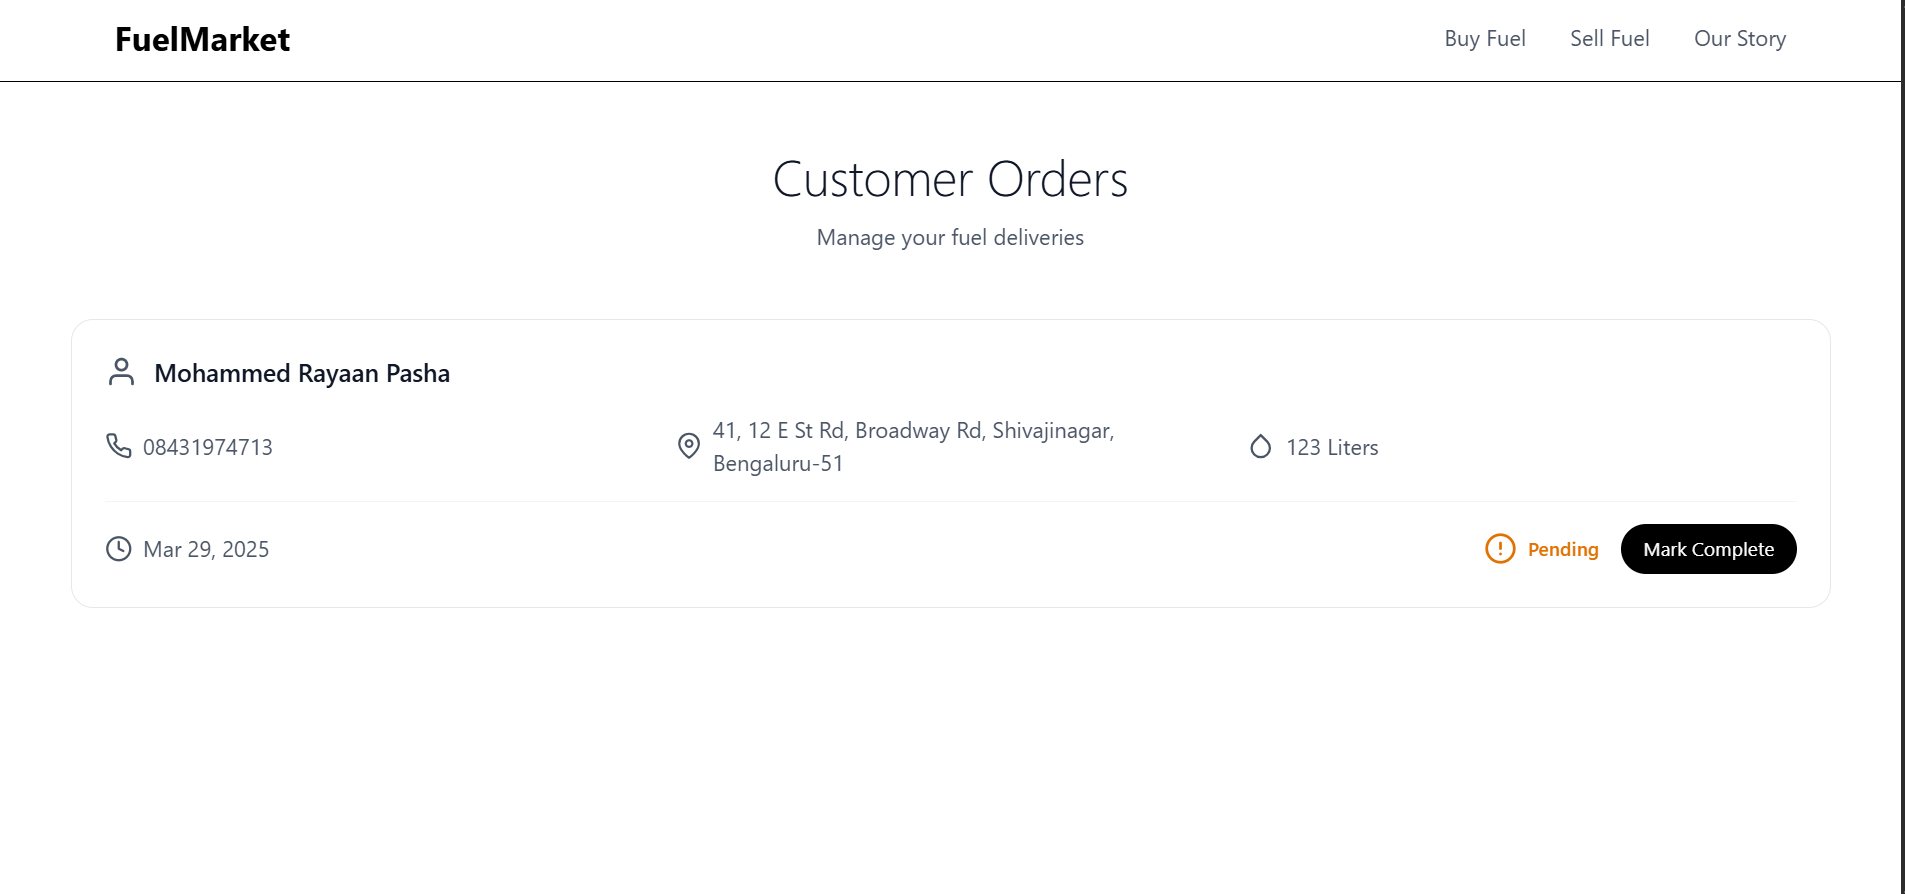 FuelMarket
Buy Fuel
Sell Fuel
Our Story
Customer Orders
Manage your fuel deliveries
Mohammed Rayaan Pasha
08431974713
41, 12 E St Rd, Broadway Rd, Shivajinagar,
Bengaluru-51
123 Liters
Mar 29, 2025
Pending
Mark Complete